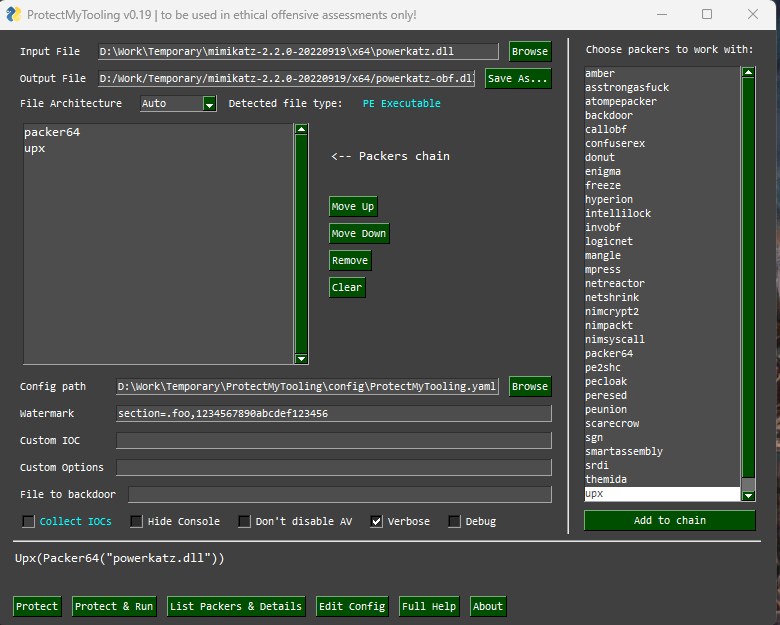 ProtectMyTooling v0.19 | to be used in ethical offensive assessments only!
Input File D:\Work\Temporary\mimikatz-2.2.0-20220919\x64\powerkatz.dll Browse
Output File D:/Work/Temporary/mimikatz-2.2.0-20220919/x64/powerkatz-obf.dll Save As...
File Architecture Auto Detected file type: PE Executable
packer64
upx
<-- Packers chain
Move Up
Move Down
Remove
Clear
Config path D:\Work\Temporary\ProtectMyTooling\config\ProtectMyTooling.yaml Browse
Watermark section=.foo,1234567890abcdef123456
Custom IOC
Custom Options
File to backdoor
Collect IOCs Hide Console Don't disable AV Verbose Debug
Choose packers to work with:
amber
asstrongasfuck
atompepacker
backdoor
callobf
confuserex
donut
enigma
freeze
hyperion
intellilock
invobf
logicnet
mangle
mpress
netreactor
netshrink
nimcrypt2
nimpackt
nimsyscall
packer64
pe2shc
pecloak
peresed
peunion
scarecrow
sgn
smartassembly
srdi
themida
upx
Add to chain
Upx(Packer64("powerkatz.dll"))
Protect Protect & Run List Packers & Details Edit Config Full Help About